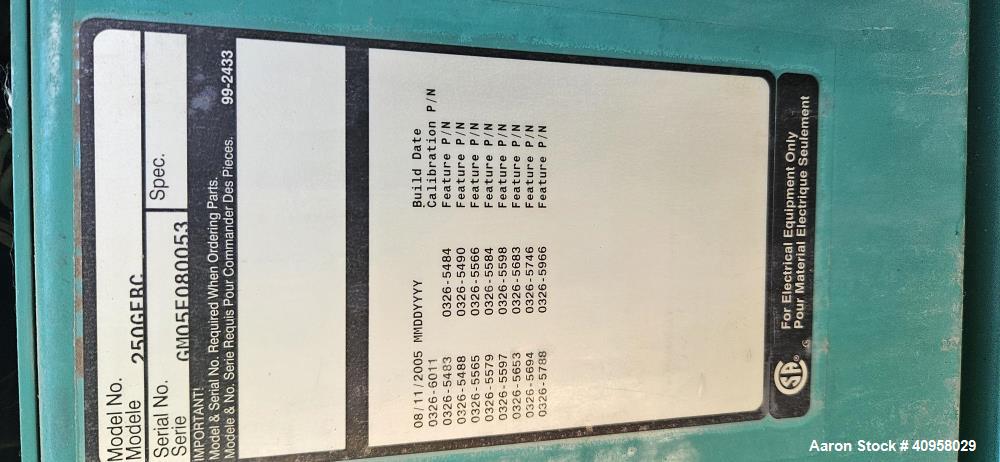 Model No.
Modele
Serial No.
Serie
Spec.
IMPORTANT!
Model & Serial No. Required When Ordering Parts.
Modele & No. Serie Requis Pour Commander Des Pieces. 99-2433
08/11/2005 MMDDYYYY Build Date
0326-6011 Calibration P/N
0326-5483 0326-5484 Feature P/N
0326-5488 0326-5490 Feature P/N
0326-5565 0326-5566 Feature P/N
0326-5579 0326-5584 Feature P/N
0326-5597 0326-5598 Feature P/N
0326-5653 0326-5683 Feature P/N
0326-5694 0326-5746 Feature P/N
0326-5788 0326-5966 Feature P/N
For Electrical Equipment Only
Pour Material Electrique Seulement
Aaron Stock # 40958029